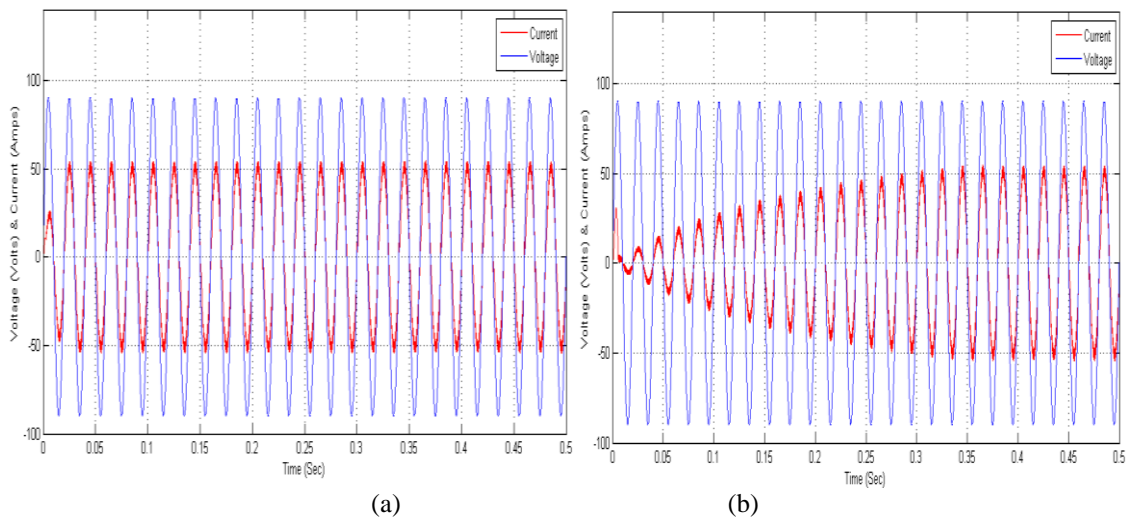 Voltage (Volts) & Current (Amps)
100
50
0
-50
-100
0 0.05 0.1 0.15 0.2 0.25 0.3 0.35 0.4 0.45 0.5
Time (Sec)
Current
Voltage
(a)
Voltage (Volts) & Current (Amps)
100
50
0
-50
-100
0 0.05 0.1 0.15 0.2 0.25 0.3 0.35 0.4 0.45 0.5
Time (Sec)
Current
Voltage
(b)